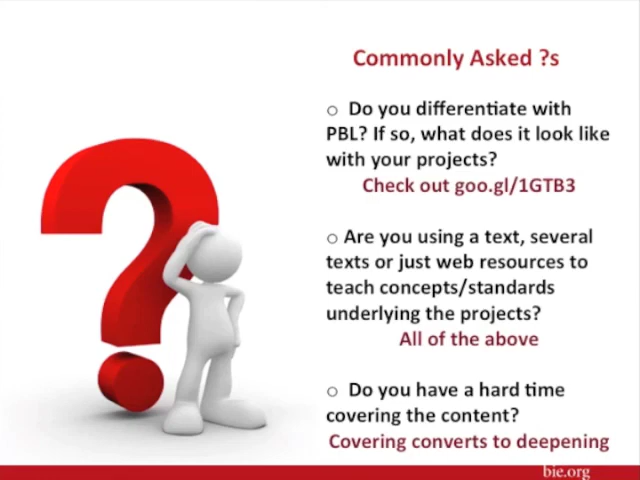 Commonly Asked ?s
o Do you differentiate with
PBL? If so, what does it look like
with your projects?
Check out goo.gl/1GTB3
o Are you using a text, several
texts or just web resources to
teach concepts/standards
underlying the projects?
All of the above
o Do you have a hard time
covering the content?
Covering converts to deepening
bie.org